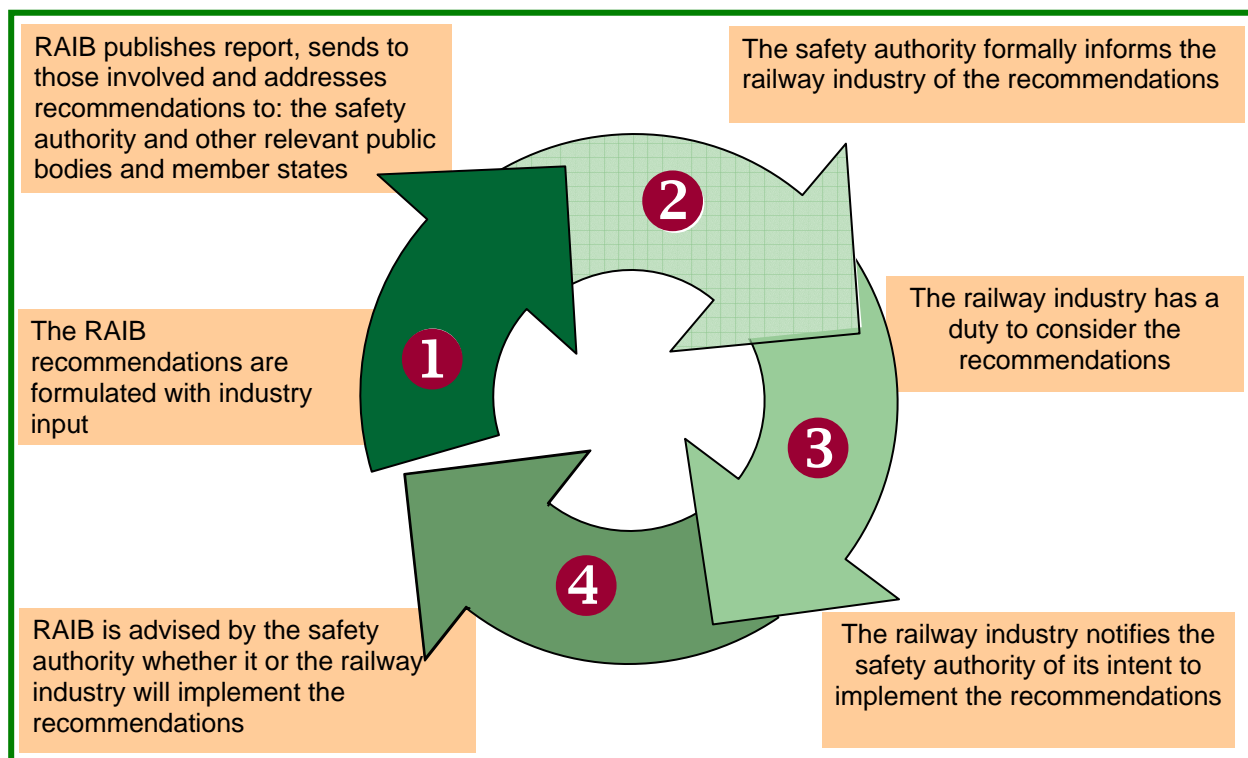 RAIB publishes report, sends to
those involved and addresses
recommendations to: the safety
authority and other relevant public
bodies and member states
The safety authority formally informs the
railway industry of the recommendations
2
The RAIB
recommendations are
formulated with industry
input
1
The railway industry has a
duty to consider the
recommendations
3
4
RAIB is advised by the safety
authority whether it or the railway
industry will implement the
recommendations
The railway industry notifies the
safety authority of its intent to
implement the recommendations